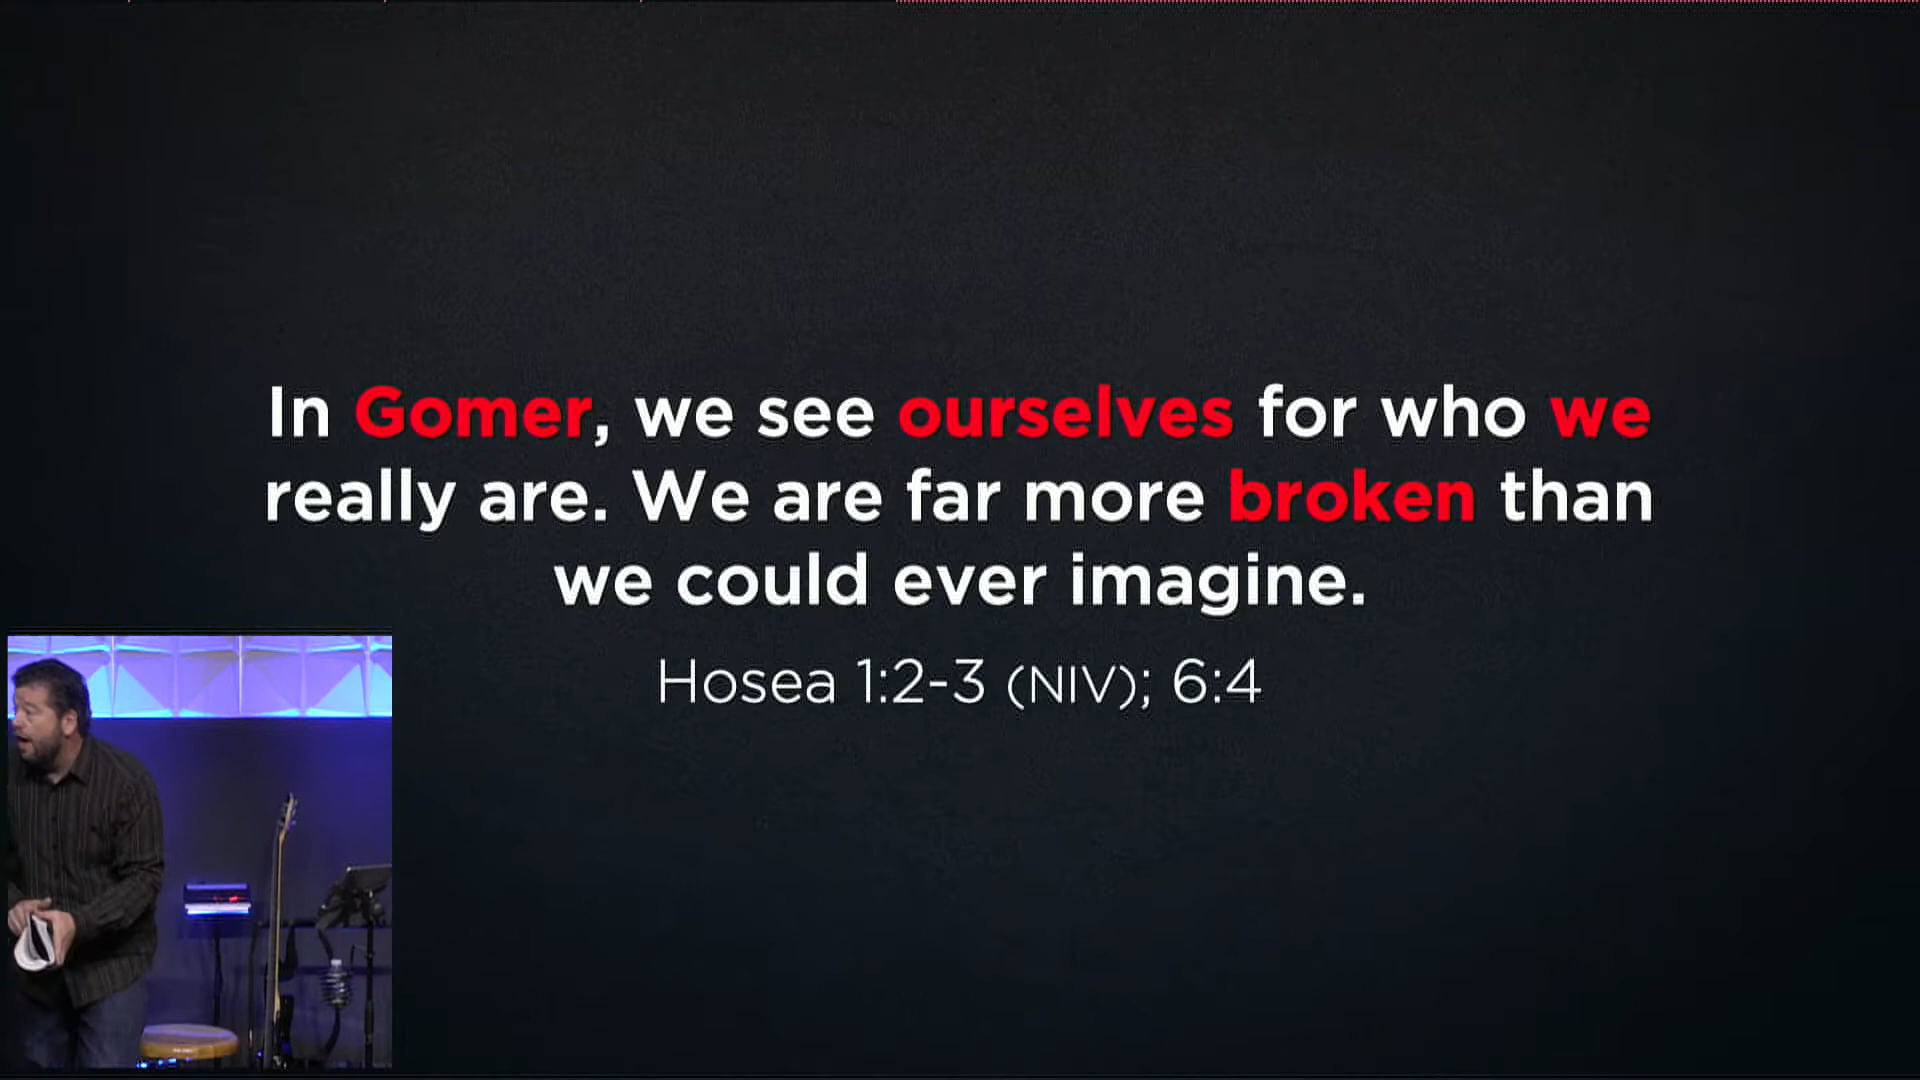 In Gomer, we see ourselves for who we
really are. We are far more broken than
we could ever imagine.
Hosea 1:2-3 (NIV); 6:4